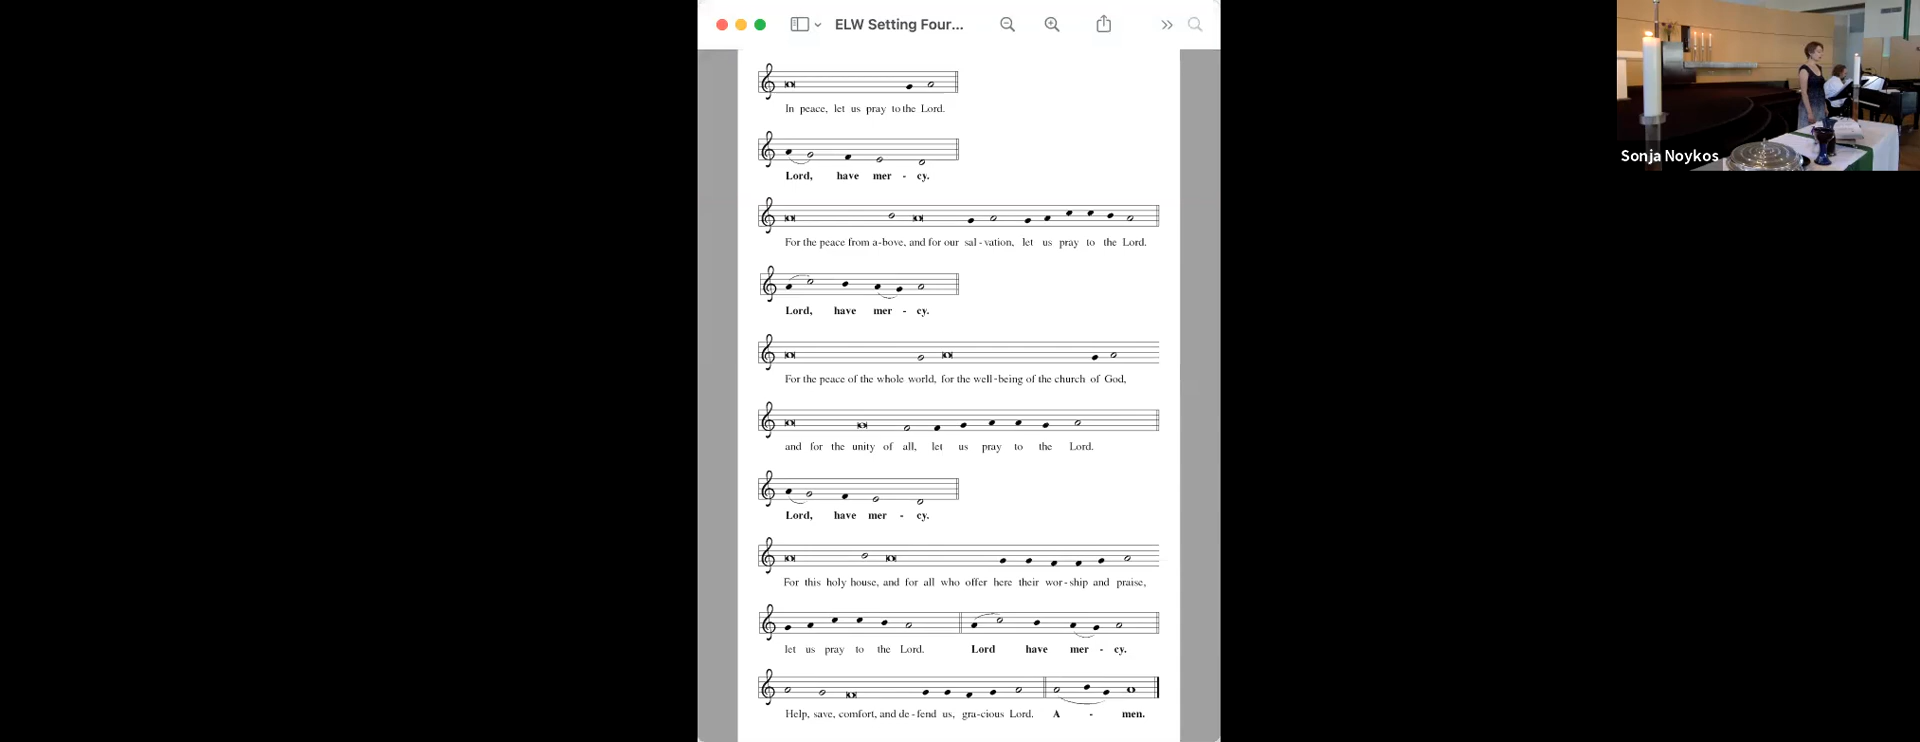 ELW Setting Four...
In peace, let us pray to the Lord.
Lord, have mer - cy.
For the peace from a-bove, and for our sal - vation, let us pray to the Lord.
Lord, have mer - cy.
For the peace of the whole world, for the well-being of the church of God,
and for the unity of all, let us pray to the Lord.
Lord, have mer - cy.
For this holy house, and for all who offer here their wor - ship and praise,
let us pray to the Lord. Lord have mer - cy.
Help, save, comfort, and de - fend us, gra-cious Lord. A - men.
Sonja Noykos